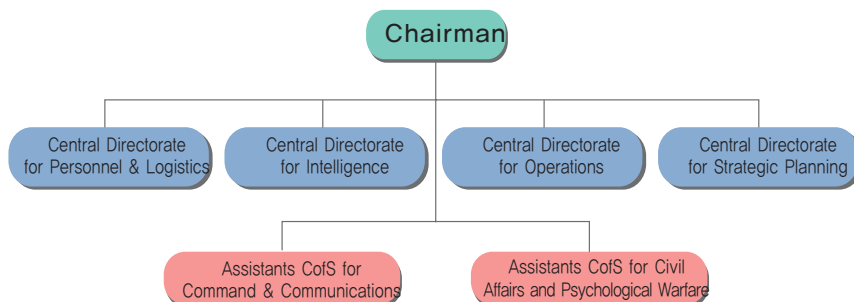 Chairman
Central Directorate
for Personnel & Logistics
Central Directorate
for Intelligence
Central Directorate
for Operations
Central Directorate
for Strategic Planning
Assistants CofS for
Command & Communications
Assistants CofS for Civil
Affairs and Psychological Warfare